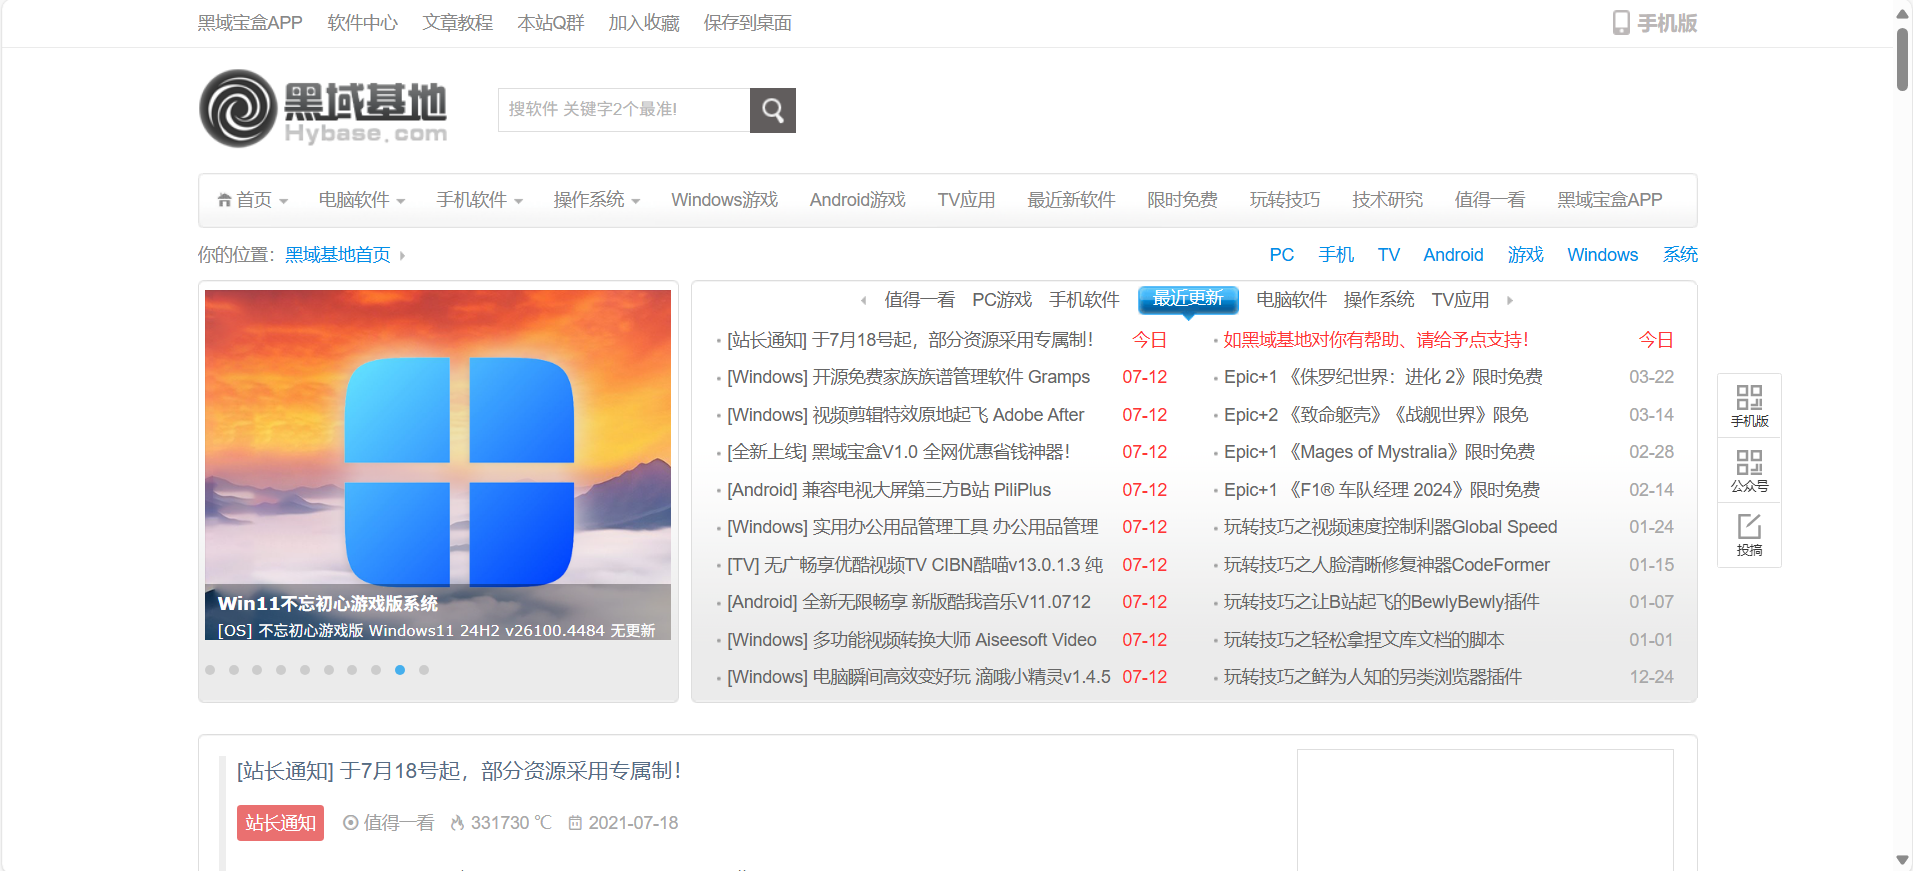 黑域宝盒APP 软件中心 文章教程 本站Q群 加入收藏 保存到桌面 手机版
黑域基地
Hybase.com
搜软件 关键字2个最准!
首页 电脑软件 手机软件 操作系统 Windows游戏 Android游戏 TV应用 最近新软件 限时免费 玩转技巧 技术研究 值得一看 黑域宝盒APP
你的位置：黑域基地首页
PC 手机 TV Android 游戏 Windows 系统
Win11不忘初心游戏版系统
[OS] 不忘初心游戏版 Windows11 24H2 v26100.4484 无更新
值得一看 PC游戏 手机软件 最近更新 电脑软件 操作系统 TV应用
[站长通知] 于7月18号起，部分资源采用专属制！ 今日
[Windows] 开源免费家族族谱管理软件 Gramps 07-12
[Windows] 视频剪辑特效原地起飞 Adobe After 07-12
[全新上线] 黑域宝盒V1.0 全网优惠省钱神器！ 07-12
[Android] 兼容电视大屏第三方B站 PiliPlus 07-12
[Windows] 实用办公用品管理工具 办公用品管理 07-12
[TV] 无广畅享优酷视频TV CIBN酷喵v13.0.1.3 纯 07-12
[Android] 全新无限畅享 新版酷我音乐V11.0712 07-12
[Windows] 多功能视频转换大师 Aiseesoft Video 07-12
[Windows] 电脑瞬间高效变好玩 滴哦小精灵v1.4.5 07-12
如黑域基地对你有帮助、请给予点支持！ 今日
Epic+1 《侏罗纪世界：进化 2》限时免费 03-22
Epic+2 《致命躯壳》《战舰世界》限免 03-14
Epic+1 《Mages of Mystralia》限时免费 02-28
Epic+1 《F1® 车队经理 2024》限时免费 02-14
玩转技巧之视频速度控制利器Global Speed 01-24
玩转技巧之人脸清晰修复神器CodeFormer 01-15
玩转技巧之让B站起飞的BewlyBewly插件 01-07
玩转技巧之轻松拿捏文库文档的脚本 01-01
玩转技巧之鲜为人知的另类浏览器插件 12-24
手机版
公众号
投搞
[站长通知] 于7月18号起，部分资源采用专属制！
站长通知 值得一看 331730 ℃ 2021-07-18